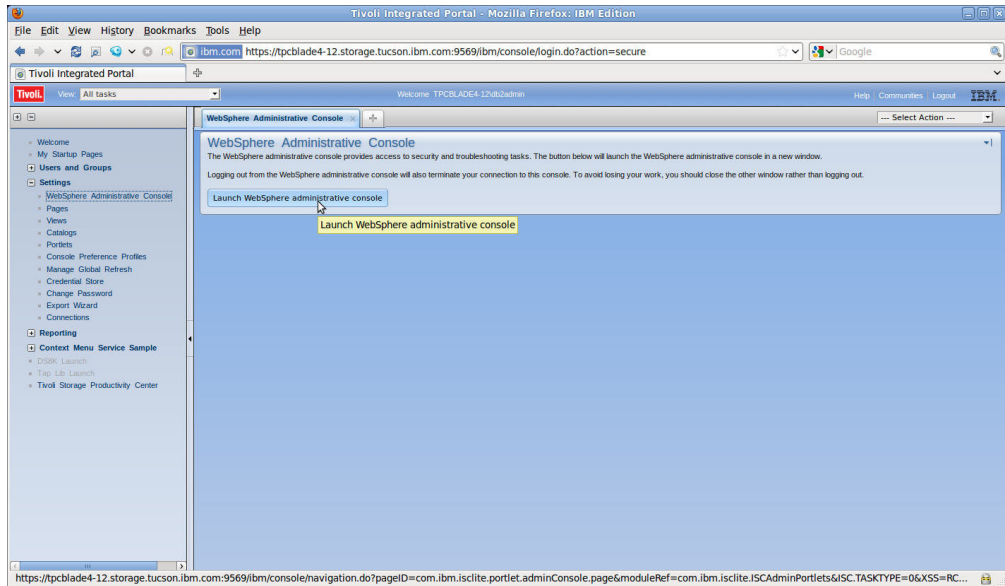 Tivoli Integrated Portal - Mozilla Firefox: IBM Edition
File Edit View History Bookmarks Tools Help
ibm.com https://tpcblade4-12.storage.tucson.ibm.com:9569/ibm/console/login.do?action=secure
Google
Tivoli Integrated Portal
Tivoli. View: All tasks Welcome TPCBLADE4-12\db2admin Help Communities Logout IBM.
WebSphere Administrative Console
--- Select Action ---
Welcome
My Startup Pages
Users and Groups
Settings
WebSphere Administrative Console
Pages
Views
Catalogs
Portlets
Console Preference Profiles
Manage Global Refresh
Credential Store
Change Password
Export Wizard
Connections
Reporting
Context Menu Service Sample
DS8K Launch
Tap Lib Launch
Tivoli Storage Productivity Center
WebSphere Administrative Console
The WebSphere administrative console provides access to security and troubleshooting tasks. The button below will launch the WebSphere administrative console in a new window.
Logging out from the WebSphere administrative console will also terminate your connection to this console. To avoid losing your work, you should close the other window rather than logging out.
Launch WebSphere administrative console
Launch WebSphere administrative console
https://tpcblade4-12.storage.tucson.ibm.com:9569/ibm/console/navigation.do?pageID=com.ibm.isclite.portlet.adminConsole.page&moduleRef=com.ibm.isclite.ISCAdminPortlets&ISC.TASKTYPE=0&XSS=RC...